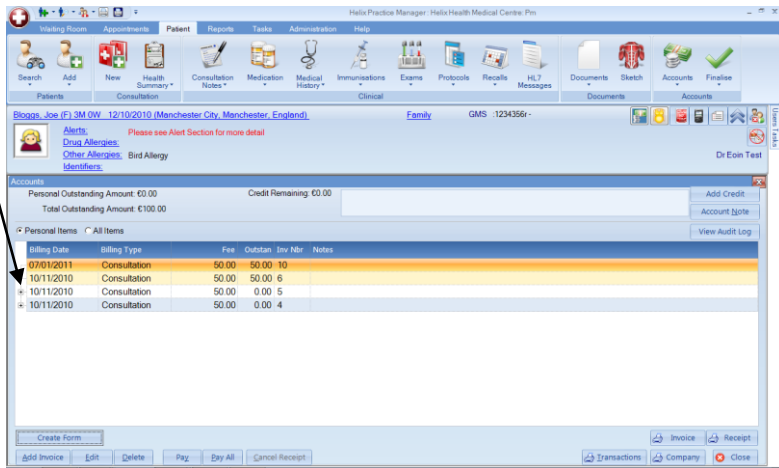 Helix Practice Manager : Helix Health Medical Centre: Pm
Waiting Room Appointments Patient Reports Tasks Administration Help
Search Add New Health Summary Consultation Notes Medication Medical History Immunisations Exams Protocols Recalls HL7 Messages Documents Sketch Accounts Finalise
Patients Consultation Clinical Documents Accounts
Bloggs, Joe (F) 3M 0W 12/10/2010 (Manchester City, Manchester, England) Family GMS :1234356r -
Alerts: Please see Alert Section for more detail
Drug Allergies:
Other Allergies: Bird Allergy
Identifiers:
Dr Eoin Test
Users Tasks
Accounts
Personal Outstanding Amount: €0.00 Credit Remaining: €0.00 Add Credit
Total Outstanding Amount: €100.00 Account Note
Personal Items All Items View Audit Log
Billing Date Billing Type Fee Outstan Inv Nbr Notes
07/01/2011 Consultation 50.00 50.00 10
10/11/2010 Consultation 50.00 50.00 6
10/11/2010 Consultation 50.00 0.00 5
10/11/2010 Consultation 50.00 0.00 4
Create Form Invoice Receipt
Add Invoice Edit Delete Pay Pay All Cancel Receipt Transactions Company Close